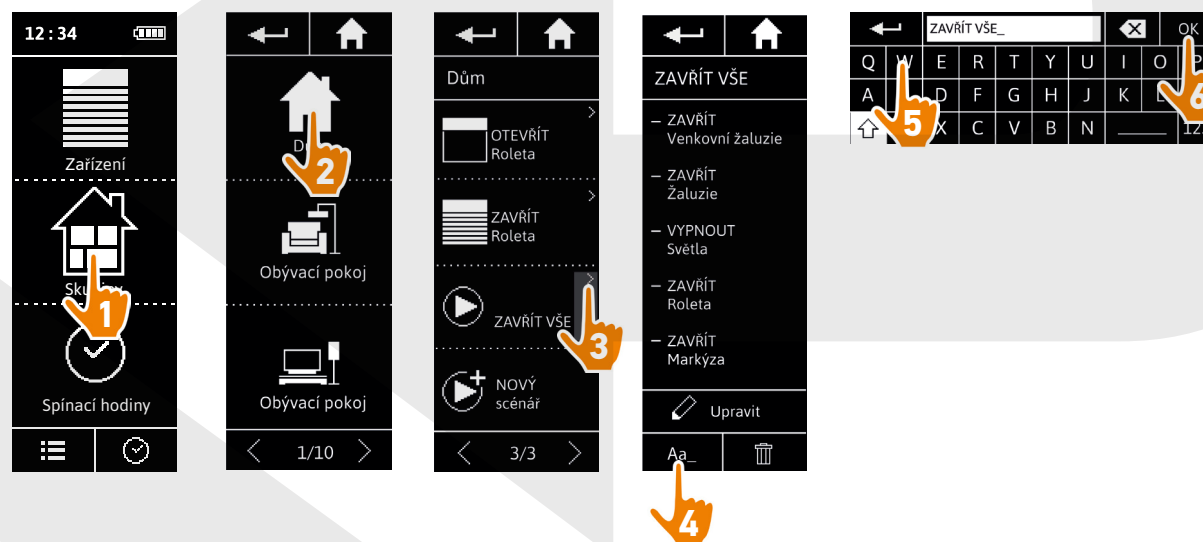 12:34
Zařízení
1
Spínací hodiny
2
Obývací pokoj
Obývací pokoj
1/10
Dům
OTEVŘÍT
Roleta
ZAVŘÍT
Roleta
ZAVŘÍT VŠE
3
NOVÝ
scénář
3/3
ZAVŘÍT VŠE
– ZAVŘÍT
Venkovní žaluzie
– ZAVŘÍT
Žaluzie
– VYPNOUT
Světla
– ZAVŘÍT
Roleta
– ZAVŘÍT
Markýza
Upravit
Aa_
4
ZAVŘÍT VŠE_
OK
Q W E R T Y U I O P
A D F G H J K
X C V B N
5
6